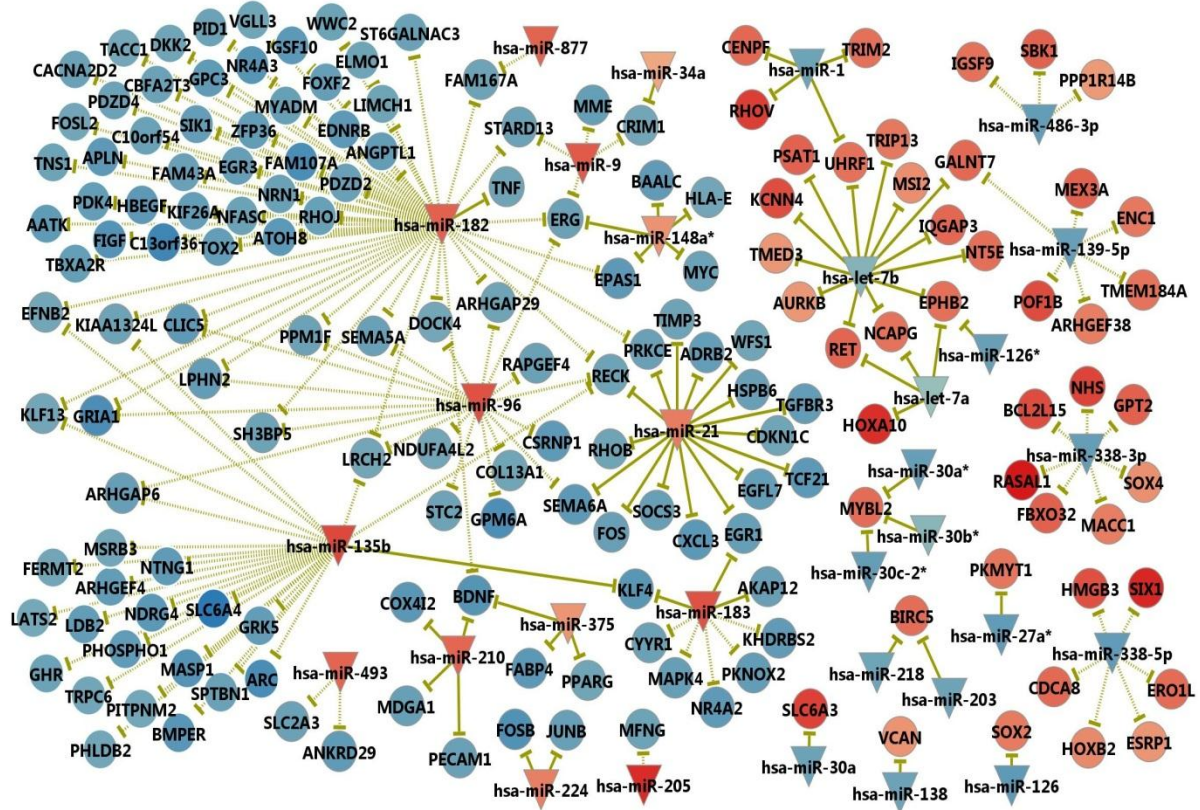 VGLL3
WWC2
PID1
ST6GALNAC3
hsa-miR-877
TACC1
DKK2
IGSF10
NR4A3
ELMO1
CACNA2D2
CBFA2T3
GPC3
FOXF2
FAM167A
hsa-miR-34a
PDZD4
MYADM
LIMCH1
MME
FOSL2
C10orf54
SIK1
ZFP36
EDNRB
STARD13
CRIM1
TNS1
APLN
EGR3
FAM107A
ANGPTL1
hsa-miR-9
FAM43A
PDZD2
TNF
BAALC
HLA-E
PDK4
HBEGF
KIF26A
NRN1
NFASC
RHOJ
AATK
FIGF
C13orf36
TOX2
ATOH8
hsa-miR-182
ERG
hsa-miR-148a*
TBXA2R
EPAS1
MYC
EFNB2
KIAA1324L
CLIC5
PPM1F
SEMA5A
DOCK4
ARHGAP29
LPHN2
RAPGEF4
RECK
KLF13
GRIA1
hsa-miR-96
SH3BP5
LRCH2
NDUFA4L2
CSRNP1
COL13A1
ARHGAP6
STC2
GPM6A
TIMP3
PRKCE
ADRB2
WFS1
HSPB6
TGFBR3
hsa-miR-21
CDKN1C
RHOB
TCF21
SEMA6A
SOCS3
EGFL7
FOS
CXCL3
EGR1
hsa-miR-135b
MSRB3
FERMT2
NTNG1
ARHGEF4
LATS2
LDB2
NDRG4
SLC6A4
GRK5
PHOSPHO1
GHR
MASP1
TRPC6
SPTBN1
ARC
PITPNM2
BMPER
PHLDB2
hsa-miR-493
SLC2A3
ANKRD29
COX4I2
BDNF
hsa-miR-210
MDGA1
PECAM1
hsa-miR-375
FABP4
PPARG
KLF4
AKAP12
hsa-miR-183
CYYR1
KHDRBS2
MAPK4
PKNOX2
NR4A2
FOSB
JUNB
hsa-miR-224
MFNG
hsa-miR-205
CENPF
TRIM2
hsa-miR-1
RHOV
IGSF9
SBK1
PPP1R14B
hsa-miR-486-3p
PSAT1
UHRF1
TRIP13
GALNT7
KCNN4
MSI2
IQGAP3
TMED3
NT5E
hsa-let-7b
AURKB
EPHB2
RET
NCAPG
hsa-miR-126*
hsa-let-7a
HOXA10
MEX3A
ENC1
hsa-miR-139-5p
POF1B
TMEM184A
ARHGEF38
NHS
BCL2L15
GPT2
hsa-miR-338-3p
RASAL1
SOX4
FBXO32
MACC1
hsa-miR-30a*
MYBL2
hsa-miR-30b*
hsa-miR-30c-2*
PKMYT1
hsa-miR-27a*
HMGB3
SIX1
hsa-miR-338-5p
CDCA8
ERO1L
HOXB2
ESRP1
BIRC5
hsa-miR-218
hsa-miR-203
SLC6A3
hsa-miR-30a
VCAN
hsa-miR-138
SOX2
hsa-miR-126